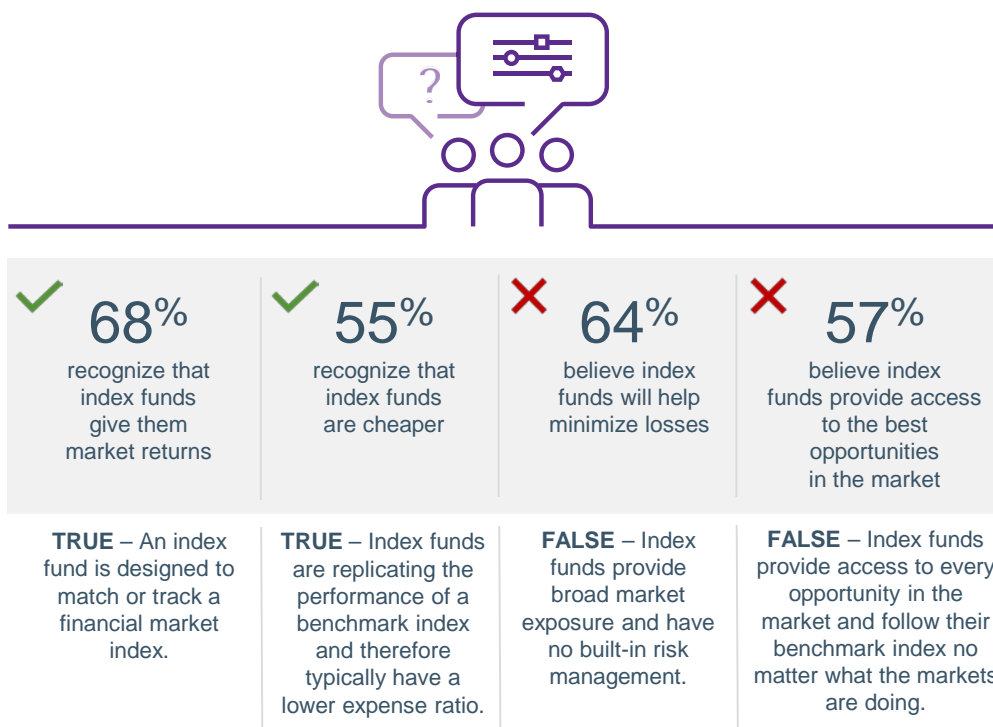 ?
68%
recognize that
index funds
give them
market returns
55%
recognize that
index funds
are cheaper
64%
believe index
funds will help
minimize losses
57%
believe index
funds provide access
to the best
opportunities
in the market
TRUE – An index
fund is designed to
match or track a
financial market
index.
TRUE – Index funds
are replicating the
performance of a
benchmark index
and therefore
typically have a
lower expense ratio.
FALSE – Index
funds provide
broad market
exposure and have
no built-in risk
management.
FALSE – Index funds
provide access to every
opportunity in the
market and follow their
benchmark index no
matter what the markets
are doing.